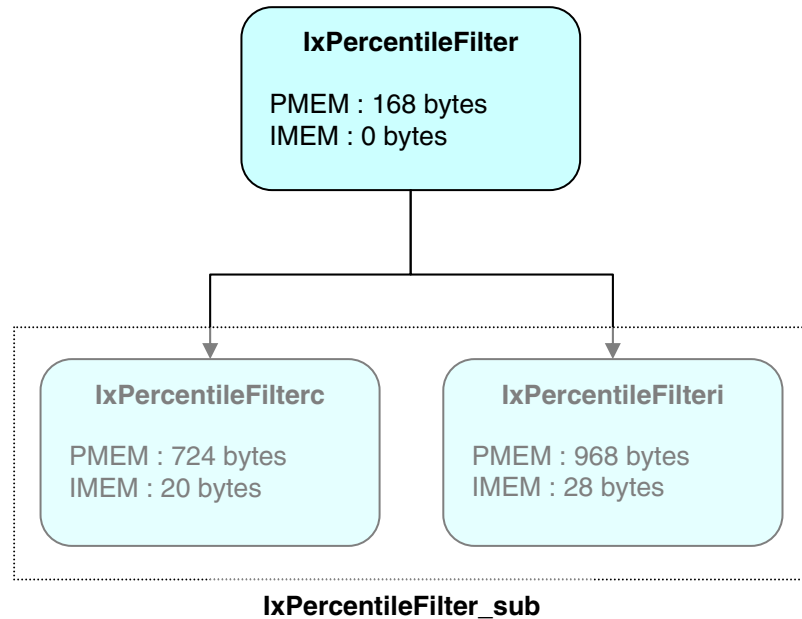 IxPercentileFilter
PMEM : 168 bytes
IMEM : 0 bytes
IxPercentileFilterc
PMEM : 724 bytes
IMEM : 20 bytes
IxPercentileFilteri
PMEM : 968 bytes
IMEM : 28 bytes
IxPercentileFilter_sub